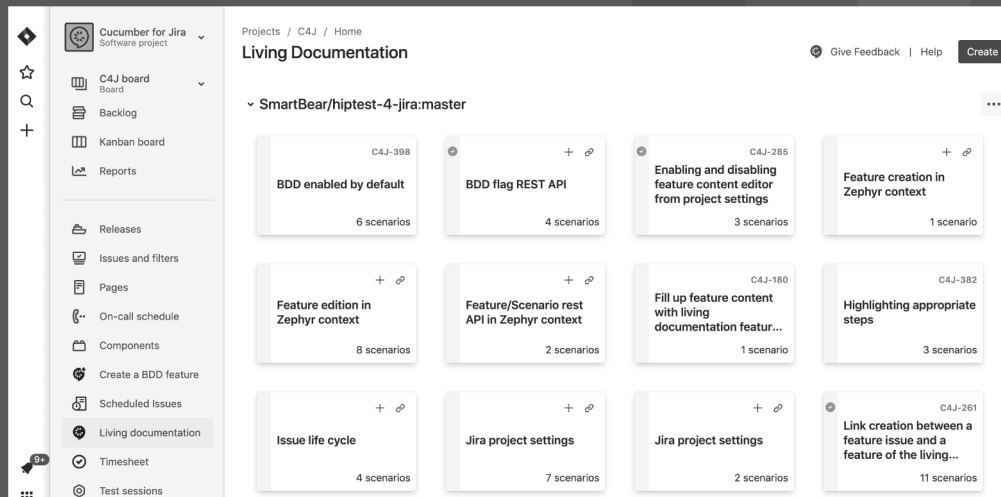 Cucumber for Jira
Software project
C4J board
Board
Backlog
Kanban board
Reports
Releases
Issues and filters
Pages
On-call schedule
Components
Create a BDD feature
Scheduled Issues
Living documentation
Timesheet
Test sessions
9+
Projects / C4J / Home
Living Documentation
Give Feedback | Help
Create
SmartBear/hiptest-4-jira:master
C4J-398
BDD enabled by default
6 scenarios
BDD flag REST API
4 scenarios
C4J-285
Enabling and disabling
feature content editor
from project settings
3 scenarios
Feature creation in
Zephyr context
1 scenario
Feature edition in
Zephyr context
8 scenarios
Feature/Scenario rest
API in Zephyr context
2 scenarios
C4J-180
Fill up feature content
with living
documentation featur...
1 scenario
C4J-382
Highlighting appropriate
steps
3 scenarios
Issue life cycle
4 scenarios
Jira project settings
7 scenarios
Jira project settings
2 scenarios
C4J-261
Link creation between a
feature issue and a
feature of the living...
11 scenarios